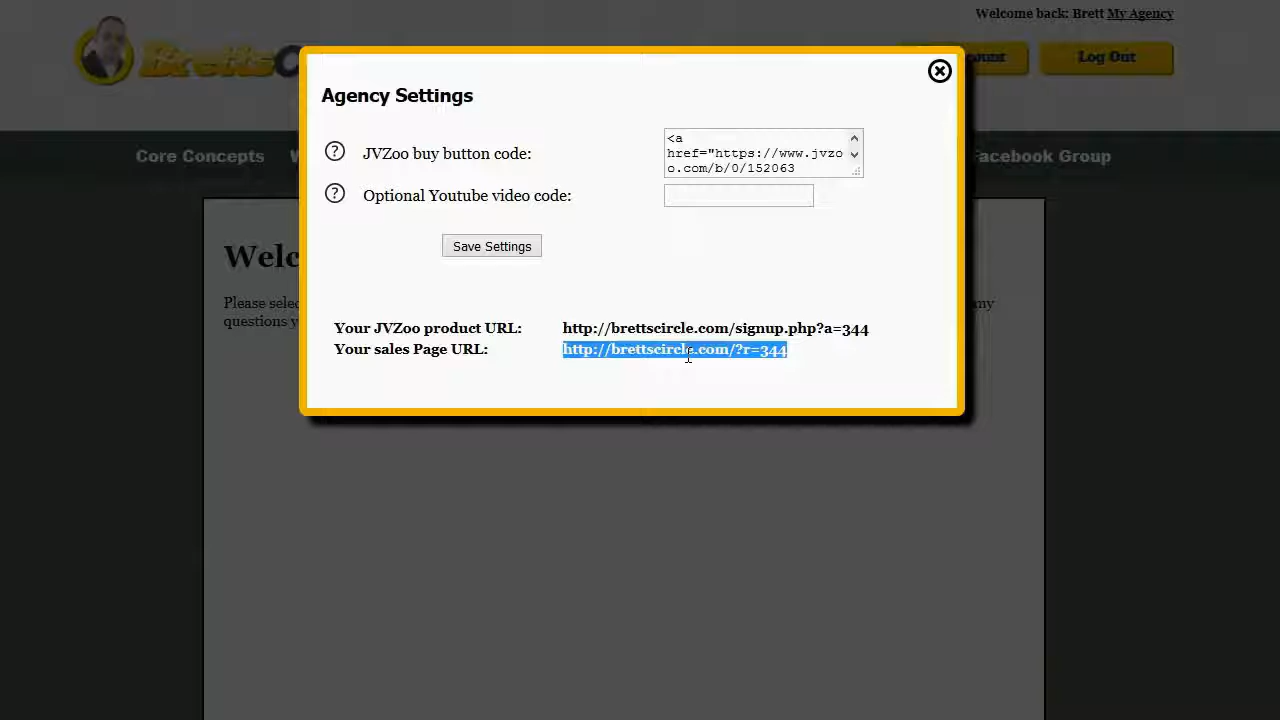 Welcome back: Brett My Agency
Bretts
Log Out
Agency Settings
JVZoo buy button code:
<a
href="https://www.jvzo
o.com/b/0/152063
Optional Youtube video code:
Save Settings
Your JVZoo product URL: http://brettscircle.com/signup.php?a=344
Your sales Page URL: http://brettscircle.com/?r=344
Core Concepts
Facebook Group
Please
any
questions